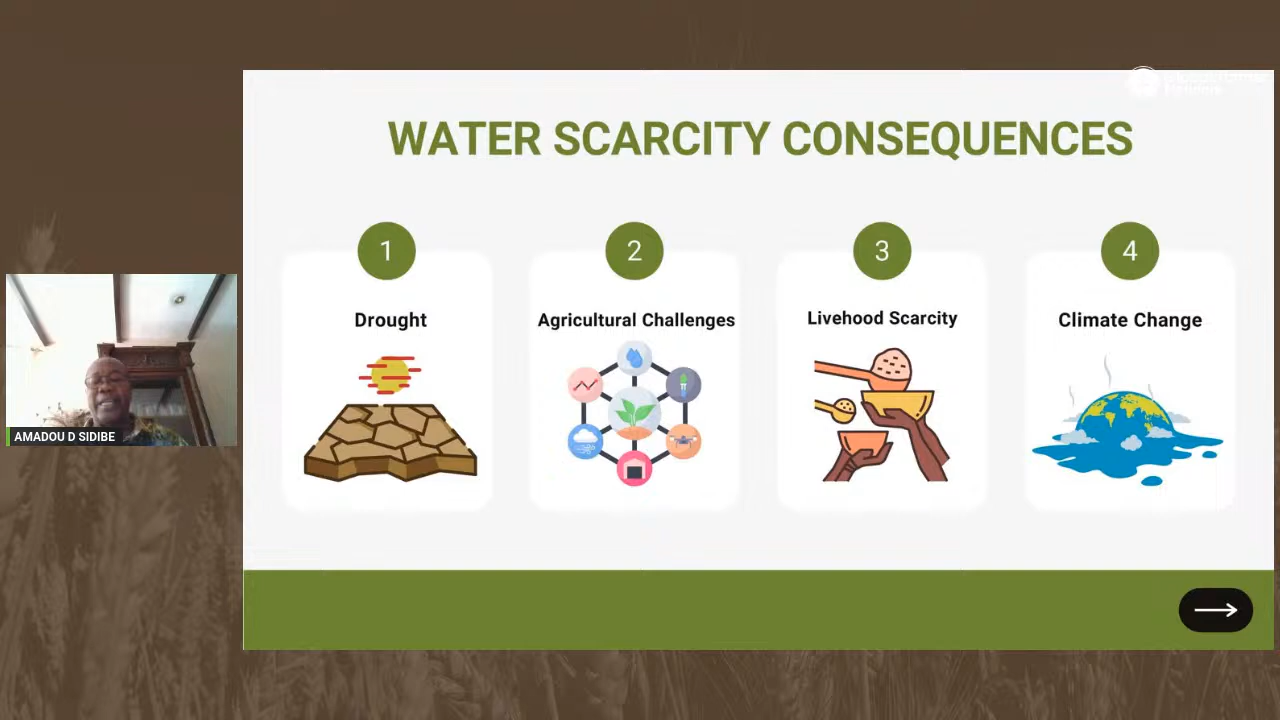 WATER SCARCITY CONSEQUENCES
1
2
3
4
Drought
Agricultural Challenges
Livehood Scarcity
Climate Change
AMADOU D SIDIBE